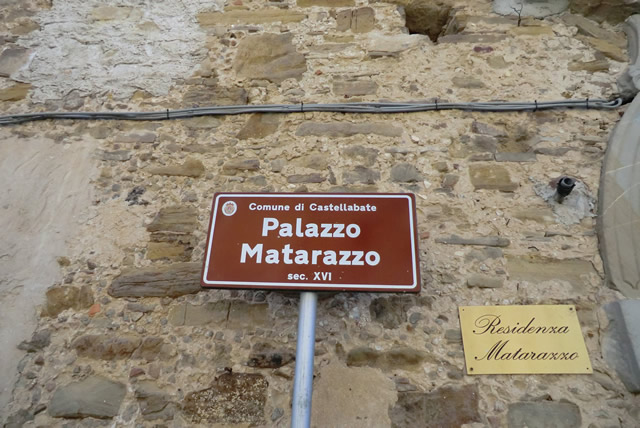 Comune di Castellabate
Palazzo
Matarazzo
sec. XVI
Residenza
Matarazzo